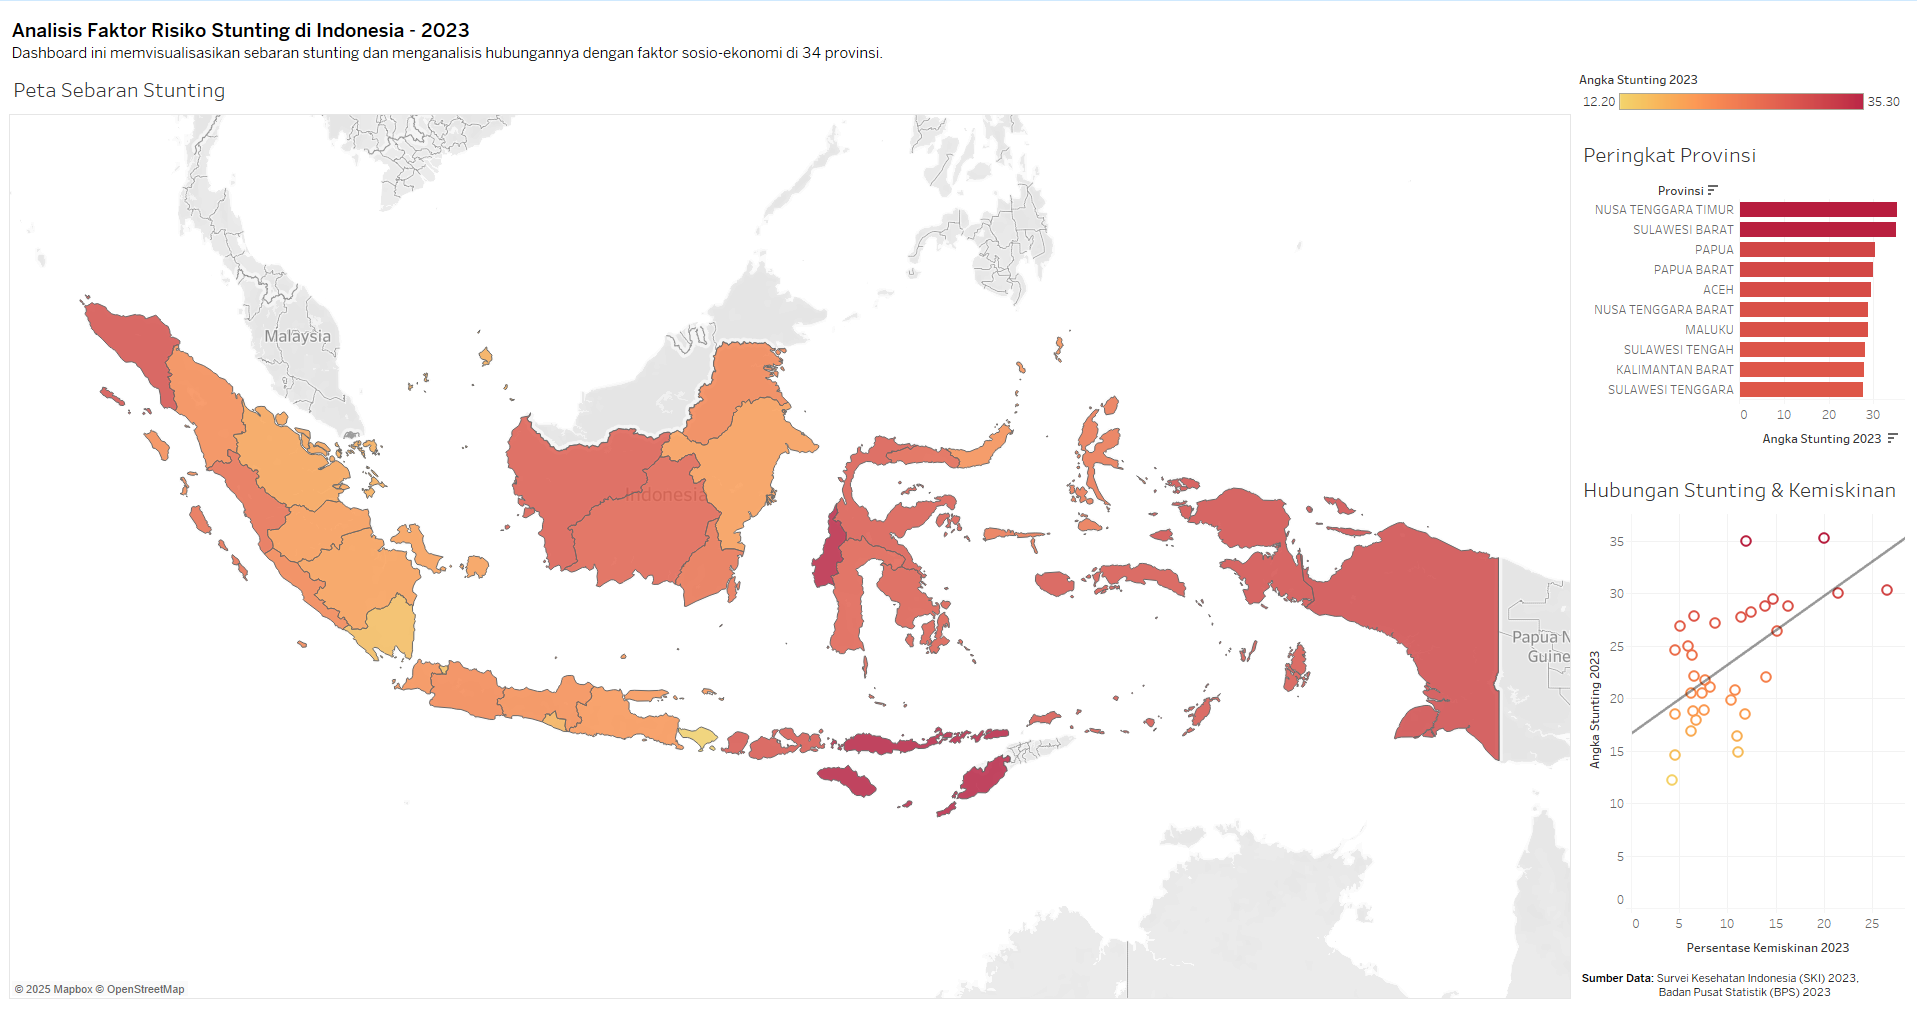 Analisis Faktor Risiko Stunting di Indonesia - 2023
Dashboard ini memvisualisasikan sebaran stunting dan menganalisis hubungannya dengan faktor sosio-ekonomi di 34 provinsi.
Peta Sebaran Stunting
Malaysia
Indonesia
Papua N
Guine
© 2025 Mapbox © OpenStreetMap
Angka Stunting 2023
12.20 35.30
Peringkat Provinsi
Provinsi
NUSA TENGGARA TIMUR
SULAWESI BARAT
PAPUA
PAPUA BARAT
ACEH
NUSA TENGGARA BARAT
MALUKU
SULAWESI TENGAH
KALIMANTAN BARAT
SULAWESI TENGGARA
0 10 20 30
Angka Stunting 2023
Hubungan Stunting & Kemiskinan
Angka Stunting 2023
35
30
25
20
15
10
5
0
0 5 10 15 20 25
Persentase Kemiskinan 2023
Sumber Data: Survei Kesehatan Indonesia (SKI) 2023,
Badan Pusat Statistik (BPS) 2023